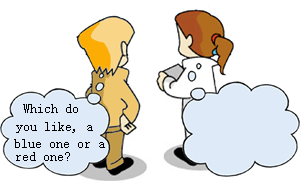 Which do
you like, a
blue one or a
red one?